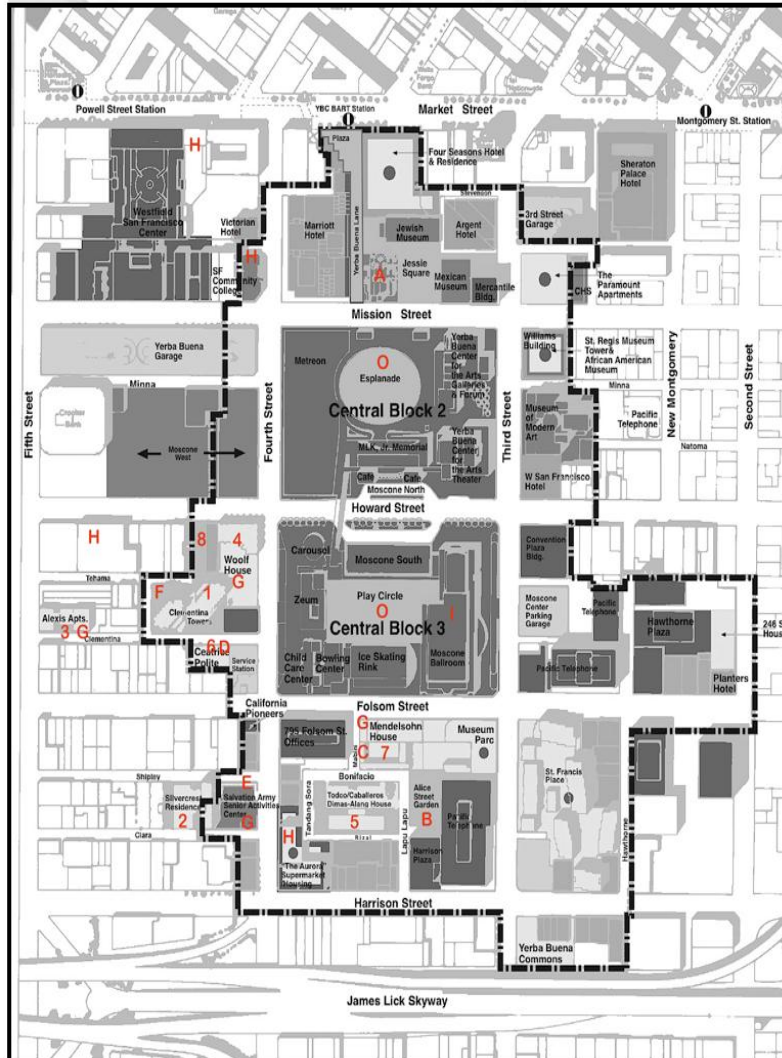 Powell Street Station
YBC BART Station
Market Street
Montgomery St. Station
Plaza
Four Seasons Hotel
& Residence
Sheraton
Palace
Hotel
H
Westfield
San Francisco
Center
Victorian
Hotel
Marriott
Hotel
Yerba Buena Lane
Jewish
Museum
Argent
Hotel
Stevenson
3rd Street
Garage
H
SF
Community
College
A
Jessie
Square
Mexican
Museum
Mercantile
Bldg.
CHS
The
Paramount
Apartments
Mission Street
Yerba Buena
Garage
Minna
Metreon
O
Esplanade
Yerba
Buena
Center
for
the Arts
Galleries
& Forum
Central Block 2
Williams
Building
St. Regis Museum
Tower&
African American
Museum
Minna
Fifth Street
Fourth Street
Third Street
New Montgomery
Second Street
Moscone
West
MLK, Jr. Memorial
Yerba
Buena
Center
for
the Arts
Theater
Museum
of
Modern
Art
Pacific
Telephone
Natoma
Cafe
Cafe
Moscone North
W San Francisco
Hotel
Howard Street
H
8
4
Woolf
House
G
Tehama
F
1
Clementina
Towers
Carousel
Moscone South
Convention
Plaza
Bldg.
Zeum
Play Circle
O
I
Central Block 3
Moscone
Center
Parking
Garage
Pacific
Telephone
Hawthorne
Plaza
246 S
Hous
Alexis Apts.
3 G
Clementina
6 D
Ceatrice
Polite
Service
Station
Child
Care
Center
Bowling
Center
Ice Skating
Rink
Moscone
Ballroom
Pacific Telephone
Planters
Hotel
Folsom Street
California
Pioneers
795 Folsom St.
Offices
G
Mendelsohn
House
C 7
Museum
Parc
Shipley
Bonifacio
St. Francis
Place
E
Silvercrest
Residence
2
Salvation Army
Senior Activities
Center
G
Tandang Sora
Todco/Caballeros
Dimas-Alang House
5
Rizal
Lapu Lapu
Alice
Street
Garden
B
Pacific
Telephone
Hawthorne
Clara
H
The Aurora
Supermarket
Housing
Harrison
Plaza
Harrison Street
Yerba Buena
Commons
James Lick Skyway